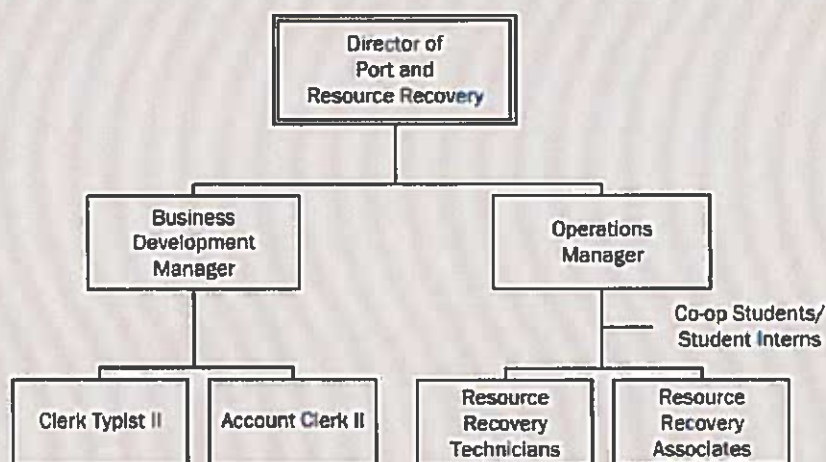 Director of
Port and
Resource Recovery
Business
Development
Manager
Operations
Manager
Co-op Students/
Student Interns
Clerk Typist II
Account Clerk II
Resource
Recovery
Technicians
Resource
Recovery
Associates